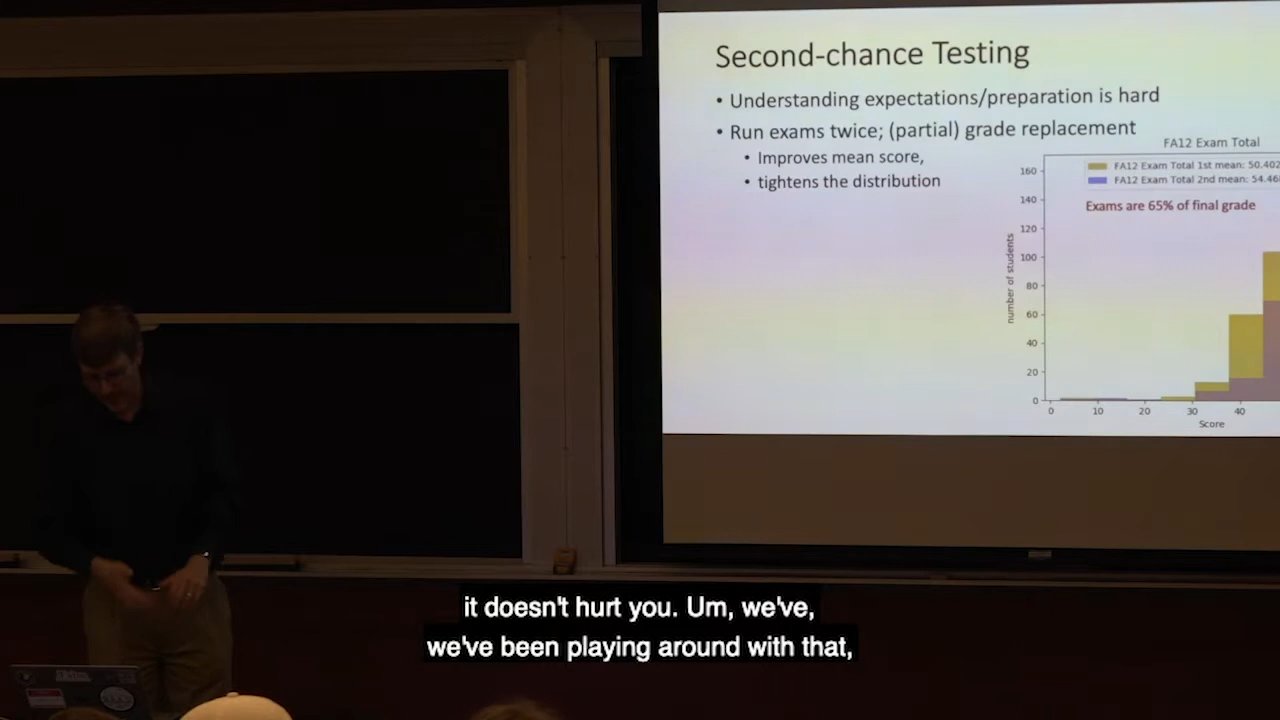 Second-chance Testing
• Understanding expectations/preparation is hard
• Run exams twice; (partial) grade replacement
• Improves mean score,
• tightens the distribution
FA12 Exam Total
FA12 Exam Total 1st mean: 50.402
FA12 Exam Total 2nd mean: 54.46
Exams are 65% of final grade
number of students
160
140
120
100
80
60
40
20
0
0 10 20 30 40
Score
it doesn't hurt you. Um, we've,
we've been playing around with that,